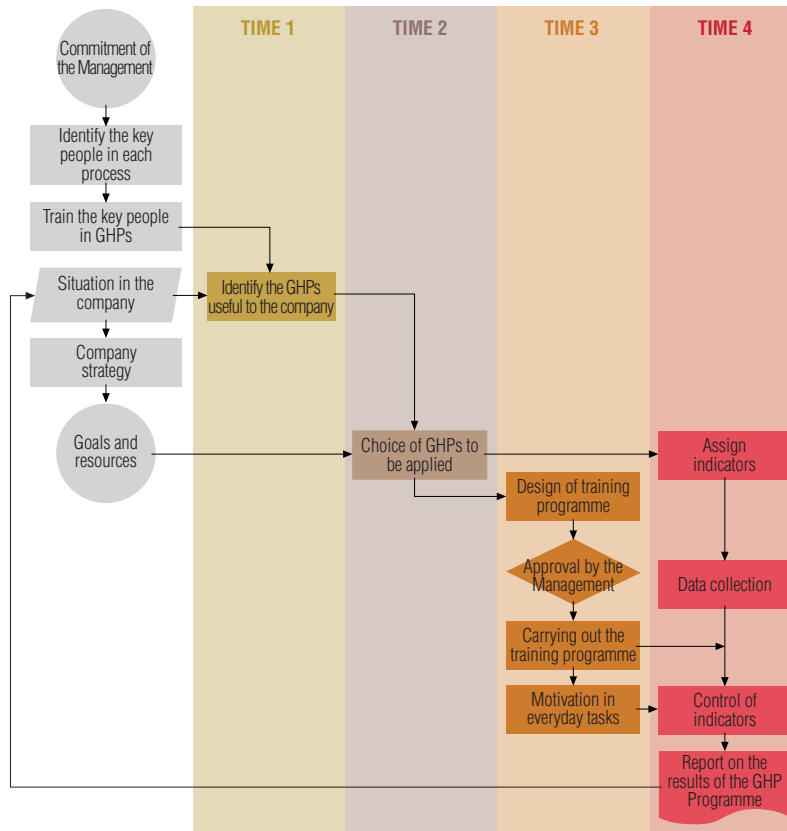 TIME 1
TIME 2
TIME 3
TIME 4
Commitment of
the Management
Identify the key
people in each
process
Train the key people
in GHPs
Situation in the
company
Identify the GHPs
useful to the company
Company
strategy
Goals and
resources
Choice of GHPs to
be applied
Assign
indicators
Design of training
programme
Approval by the
Management
Data collection
Carrying out the
training programme
Motivation in
everyday tasks
Control of
indicators
Report on the
results of the GHP
Programme